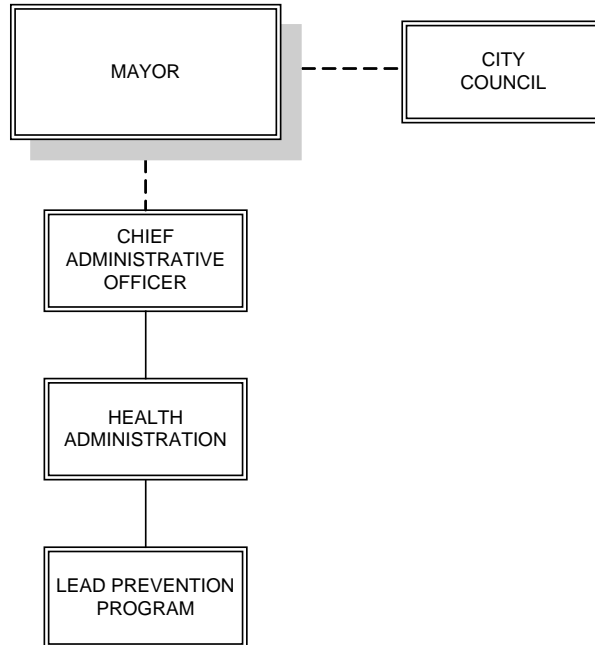 MAYOR
CITY
COUNCIL
CHIEF
ADMINISTRATIVE
OFFICER
HEALTH
ADMINISTRATION
LEAD PREVENTION
PROGRAM